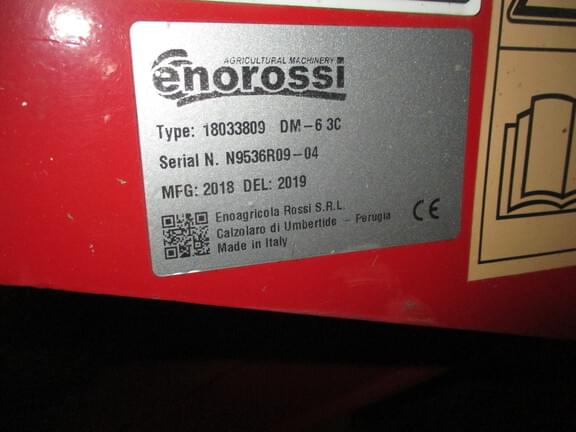 AGRICULTURAL MACHINERY
enorossi
Type: 18033809 DM-6 3C
Serial N. N9536R09-04
MFG: 2018 DEL: 2019
Enoagricola Rossi S.R.L.
Calzolaro di Umbertide - Perugia
Made in Italy
CE